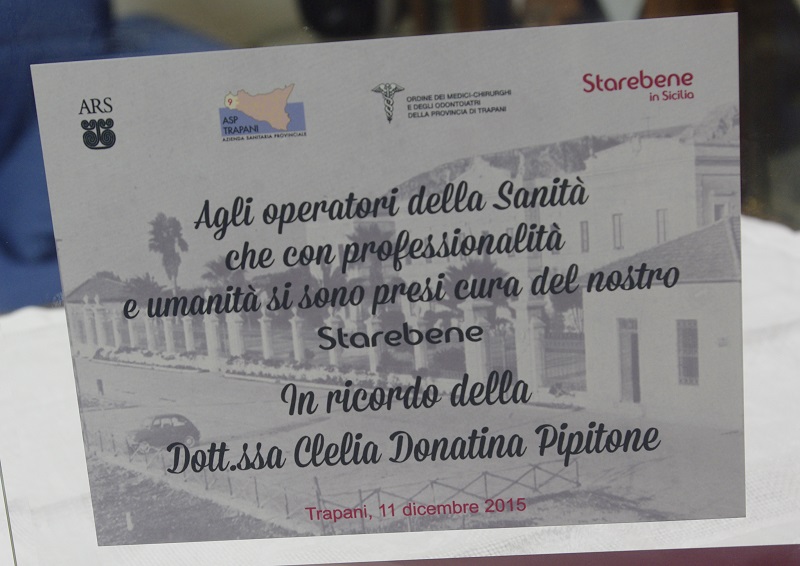 ARS
9
ASP
TRAPANI
AZIENDA SANITARIA PROVINCIALE
ORDINE DEI MEDICI-CHIRURGHI
E DEGLI ODONTOIATRI
DELLA PROVINCIA DI TRAPANI
Starebene
in Sicilia
Agli operatori della Sanità
che con professionalità
e umanità si sono presi cura del nostro
Starebene
In ricordo della
Dott.ssa Clelia Donatina Pipitone
Trapani, 11 dicembre 2015